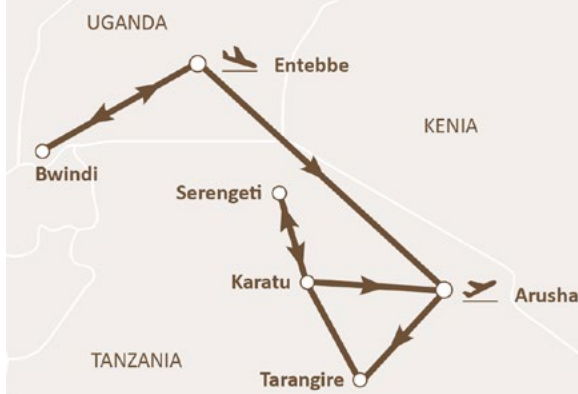 UGANDA
Entebbe
KENIA
Bwindi
Serengeti
Karatu
Arusha
TANZANIA
Tarangire